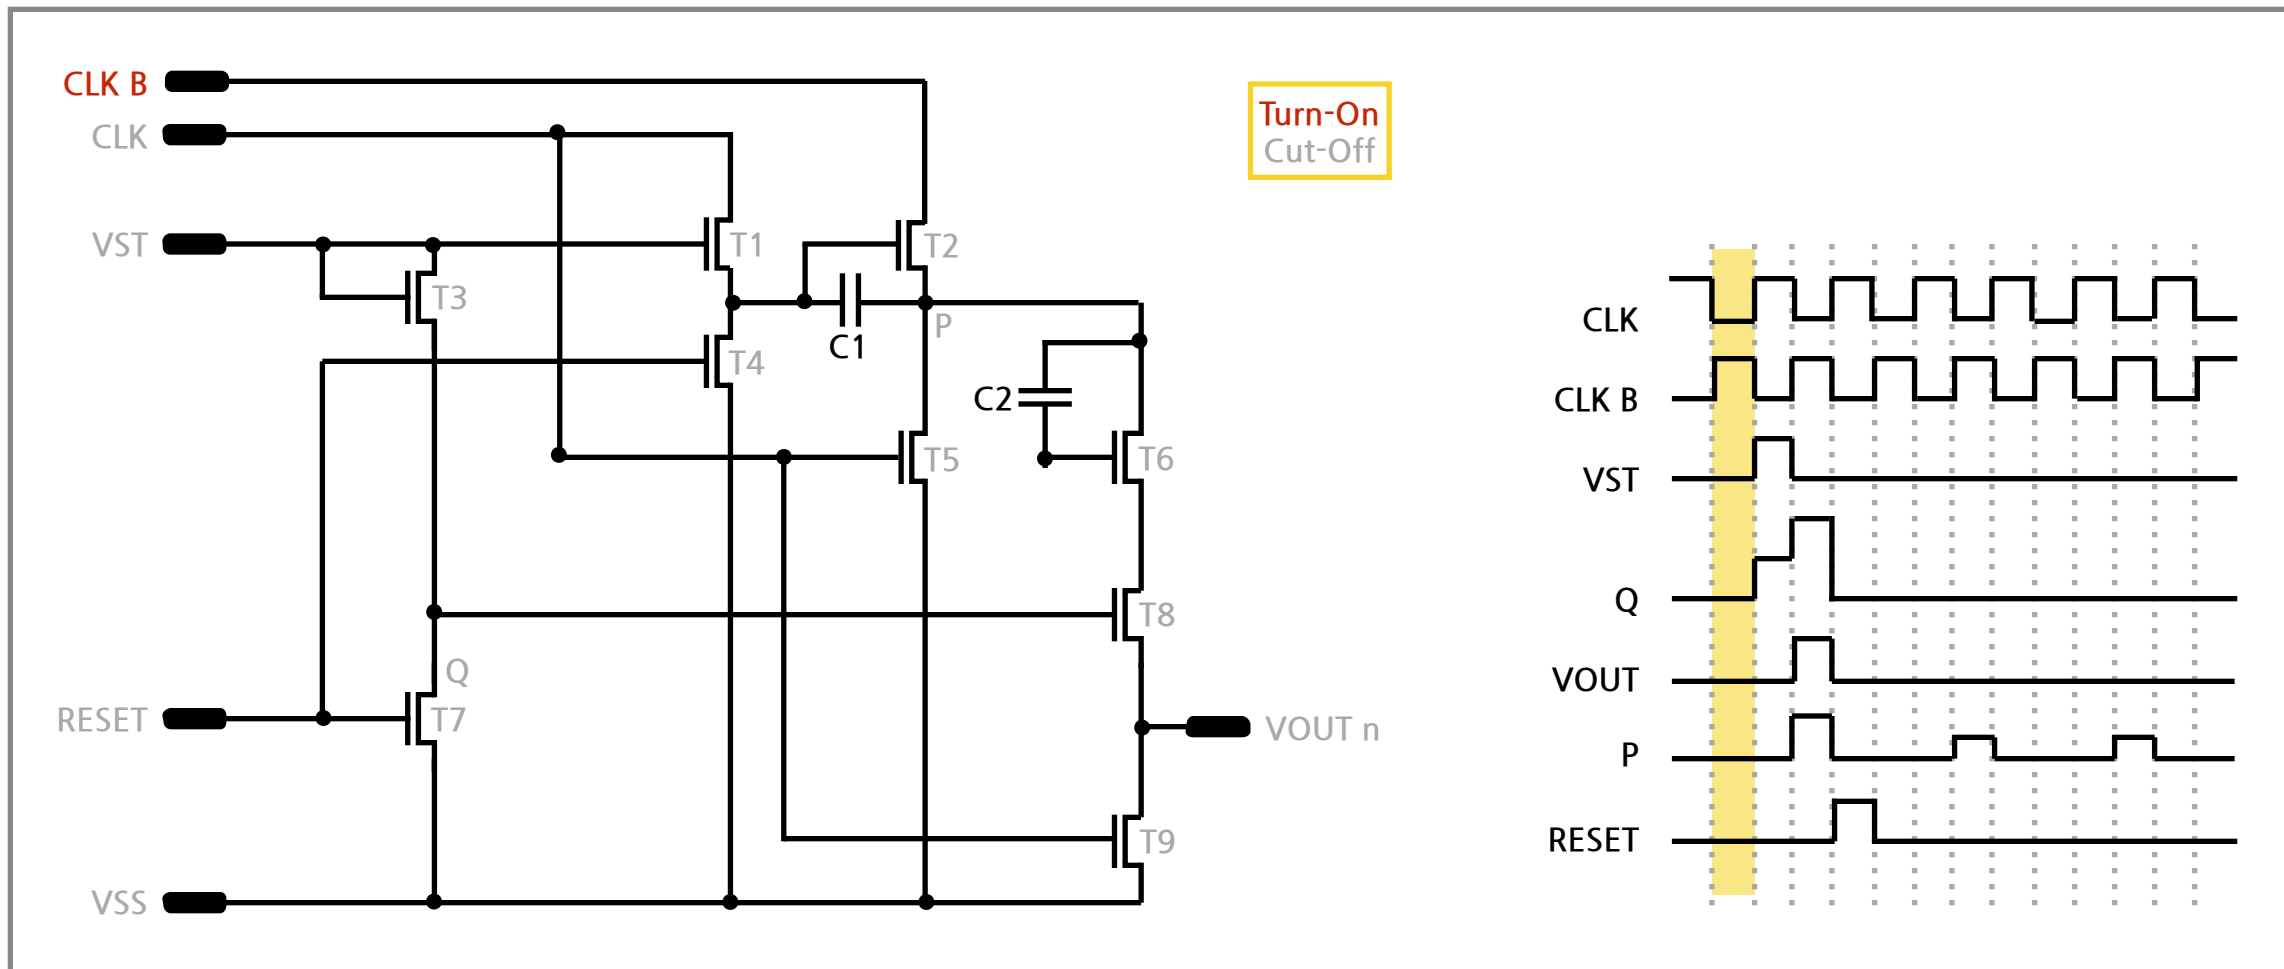 CLK B
CLK
VST
RESET
VSS
T1
T2
T3
T4
C1
P
C2
T5
T6
T8
Q
T7
VOUT n
T9
Turn-On
Cut-Off
CLK
CLK B
VST
Q
VOUT
P
RESET